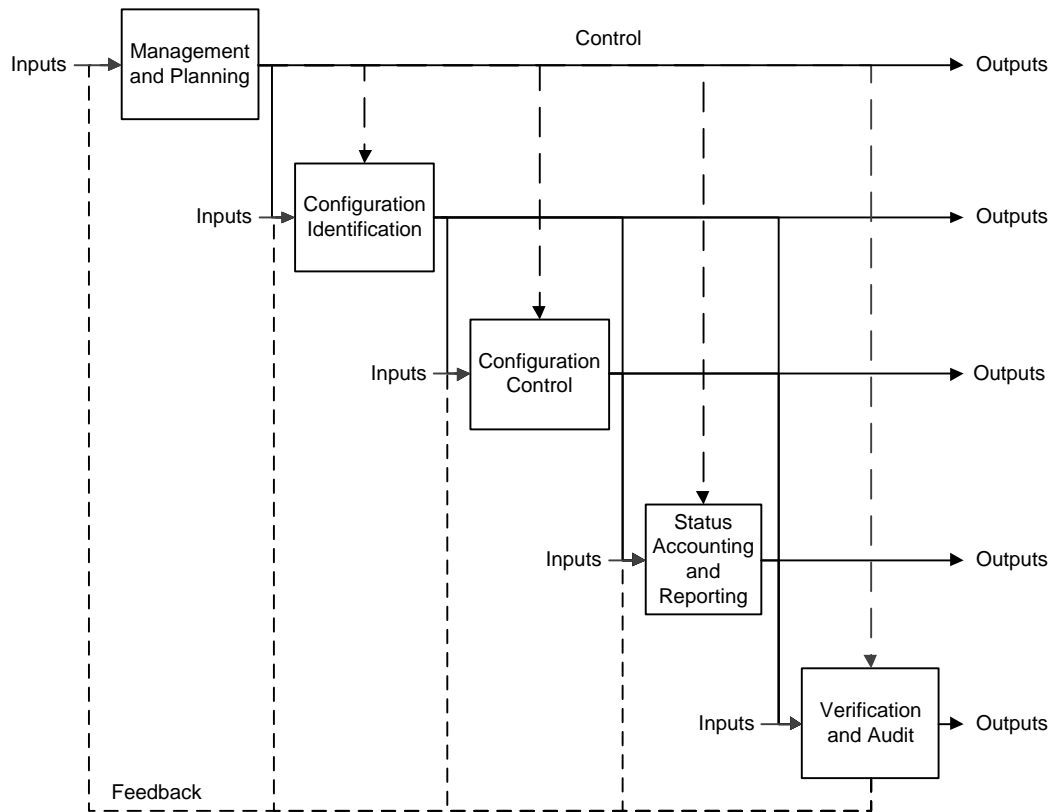 Management
and Planning
Control
Inputs
Outputs
Configuration
Identification
Inputs
Outputs
Configuration
Control
Inputs
Outputs
Status
Accounting
and
Reporting
Inputs
Outputs
Verification
and Audit
Inputs
Outputs
Feedback